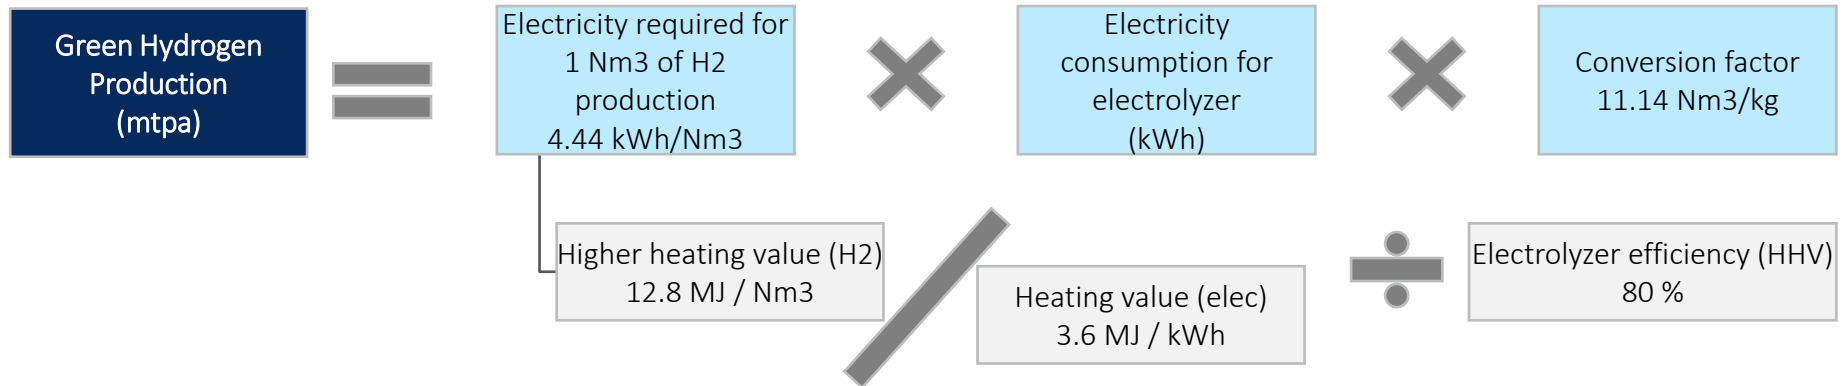 Green Hydrogen
Production
(mtpa)
Electricity required for
1 Nm3 of H2
production
4.44 kWh/Nm3
Electricity
consumption for
electrolyzer
(kWh)
Conversion factor
11.14 Nm3/kg
Higher heating value (H2)
12.8 MJ / Nm3
Heating value (elec)
3.6 MJ / kWh
Electrolyzer efficiency (HHV)
80 %